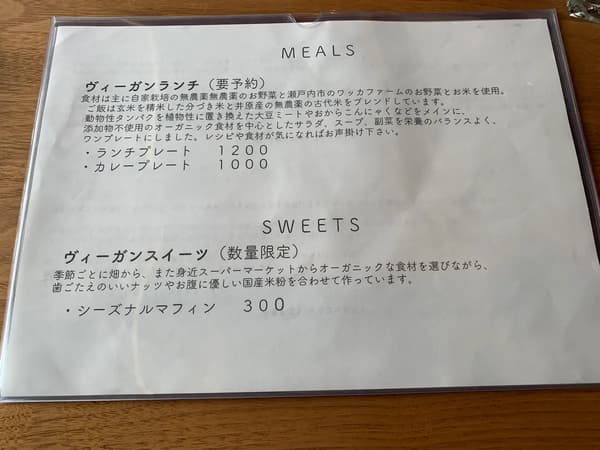 MEALS
ヴィーガンランチ（要予約）
食材は主に自家栽培の無農薬無農薬のお野菜と瀬戸内市のワッカファームのお野菜とお米を使用。
ご飯は玄米を精米した分づき米と井原産の無農薬の古代米をブレンドしています。
動物性タンパクを植物性に置き換えた大豆ミートやおからこんにゃくなどをメインに、
添加物不使用のオーガニック食材を中心としたサラダ、スープ、副菜を栄養のバランスよく、
ワンプレートにしました。レシピや食材が気になればお声掛け下さい。
・ランチプレート 1200
・カレープレート 1000
SWEETS
ヴィーガンスイーツ（数量限定）
季節ごとに畑から、また身近スーパーマーケットからオーガニックな食材を選びながら、
歯ごたえのいいナッツやお腹に優しい国産米粉を合わせて作っています。
・シーズナルマフィン 300